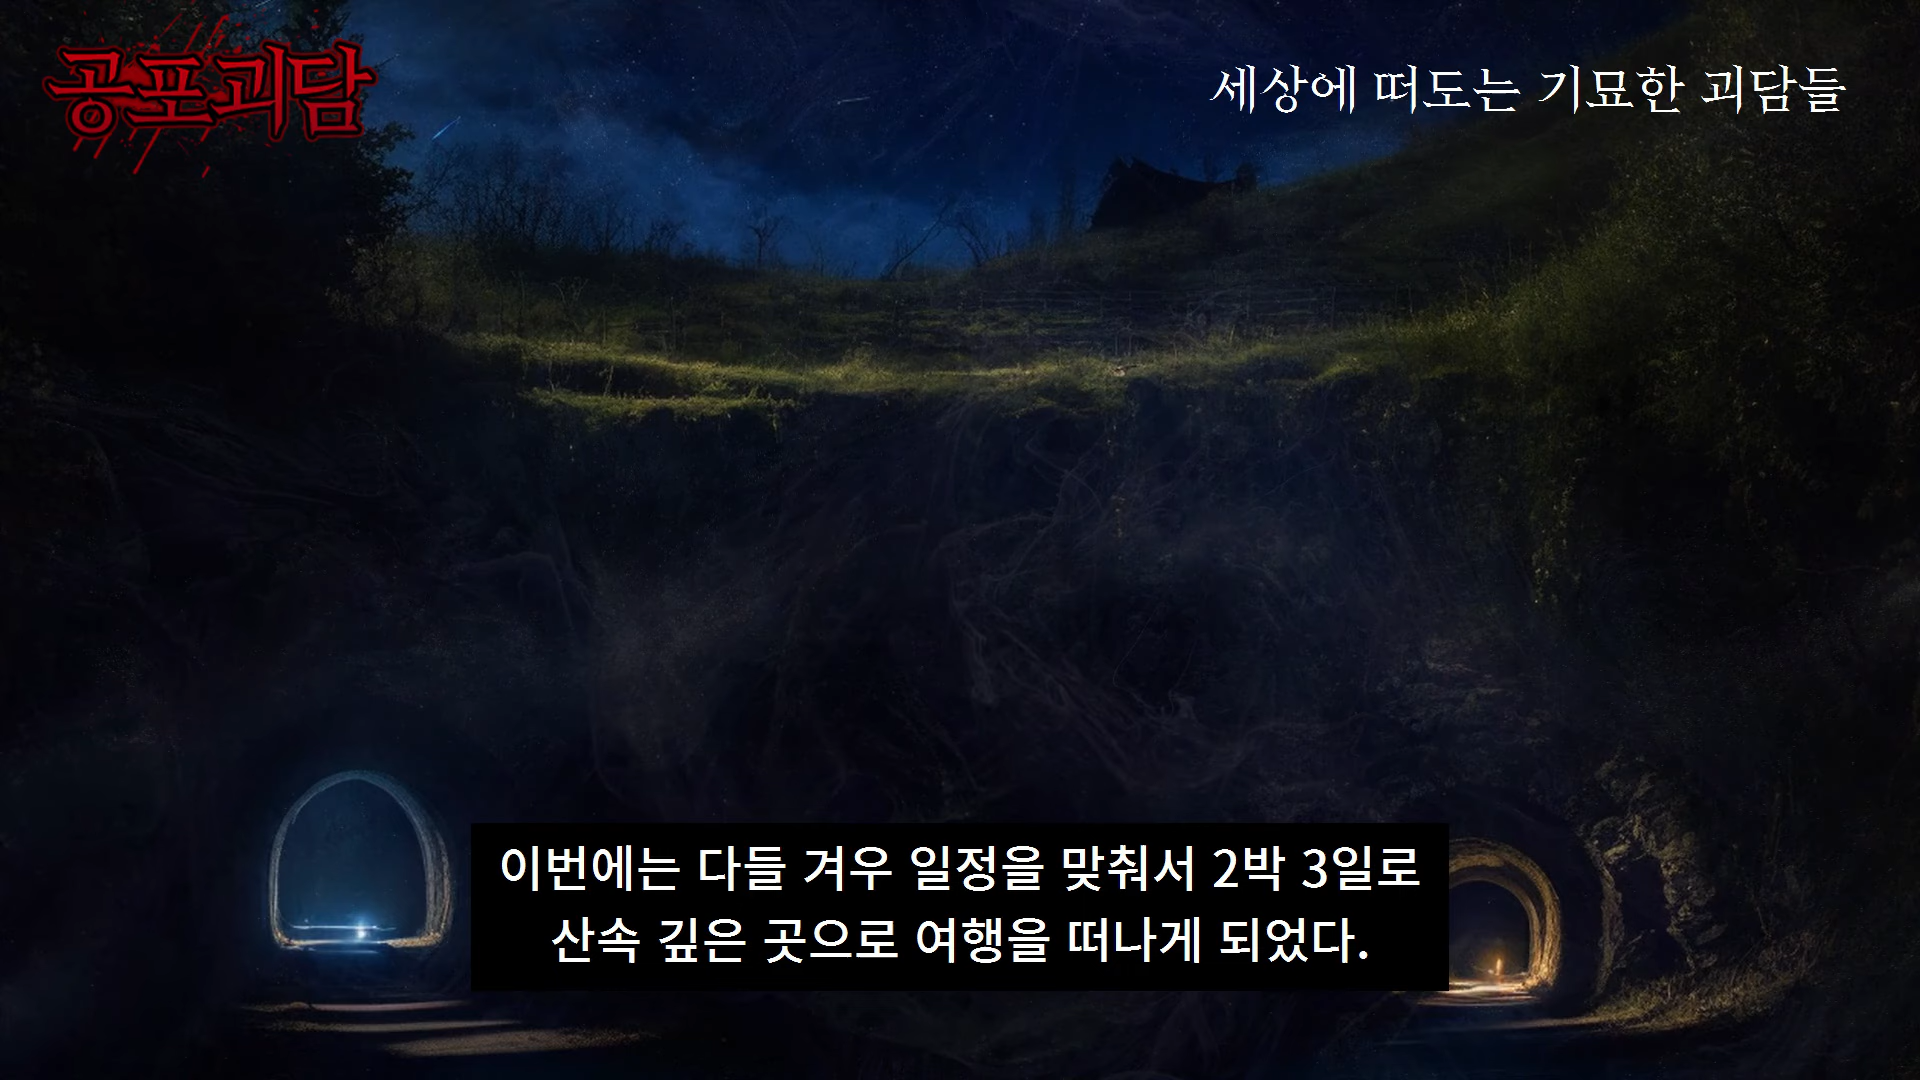 공포괴담
세상에 떠도는 기묘한 괴담들
이번에는 다들 겨우 일정을 맞춰서 2박 3일로
산속 깊은 곳으로 여행을 떠나게 되었다.